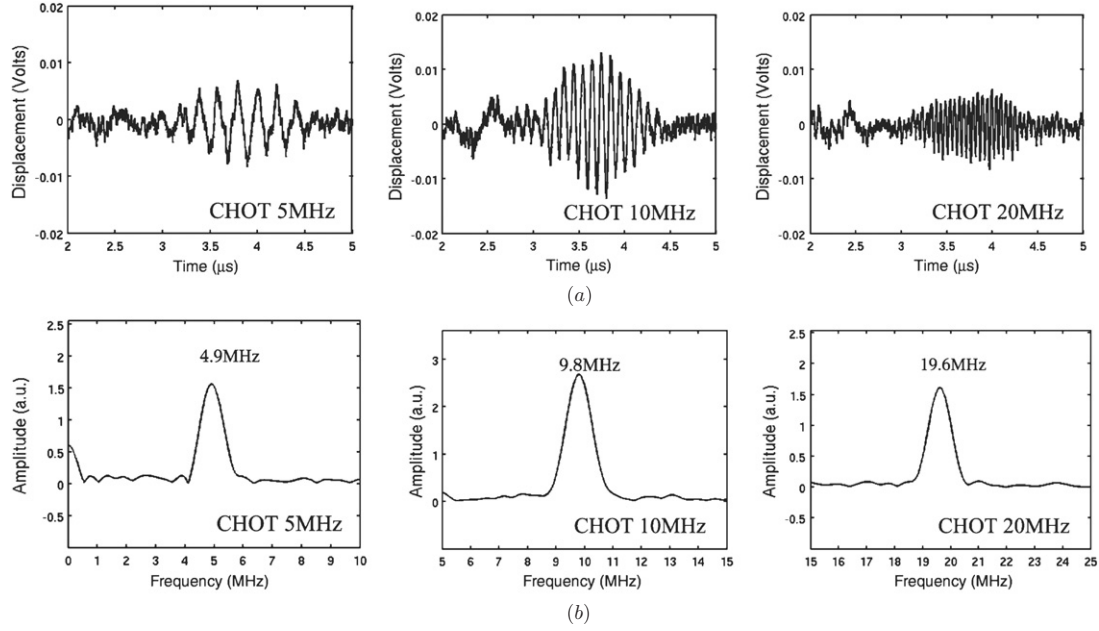 0.02
0.01
0
-0.01
-0.02
Displacement (Volts)
CHOT 5MHz
2 2.5 3 3.5 4 4.5 5
Time (μs)
0.02
0.01
0
-0.01
-0.02
Displacement (Volts)
CHOT 10MHz
2 2.5 3 3.5 4 4.5 5
Time (μs)
0.02
0.01
0
-0.01
-0.02
Displacement (Volts)
CHOT 20MHz
2 2.5 3 3.5 4 4.5 5
Time (μs)
(a)
2.5
2
1.5
1
0.5
0
-0.5
Amplitude (a.u.)
4.9MHz
CHOT 5MHz
0 1 2 3 4 5 6 7 8 9 10
Frequency (MHz)
3
2
1
0
Amplitude (a.u.)
9.8MHz
CHOT 10MHz
5 6 7 8 9 10 11 12 13 14 15
Frequency (MHz)
2.5
2
1.5
1
0.5
0
-0.5
Amplitude (a.u.)
19.6MHz
CHOT 20MHz
15 16 17 18 19 20 21 22 23 24 25
Frequency (MHz)
(b)